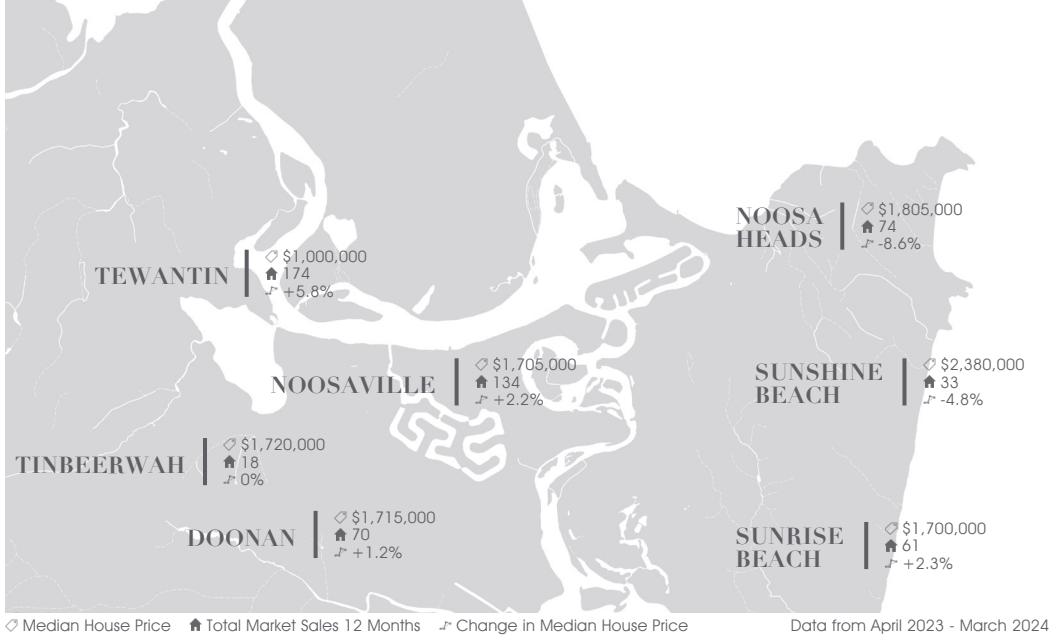 NOOSA
HEADS
$1,805,000
74
-8.6%
TEWANTIN
$1,000,000
174
+5.8%
NOOSAVILLE
$1,705,000
134
+2.2%
SUNSHINE
BEACH
$2,380,000
33
-4.8%
TINBEERWAH
$1,720,000
18
0%
DOONAN
$1,715,000
70
+1.2%
SUNRISE
BEACH
$1,700,000
61
+2.3%
Median House Price Total Market Sales 12 Months Change in Median House Price Data from April 2023 - March 2024